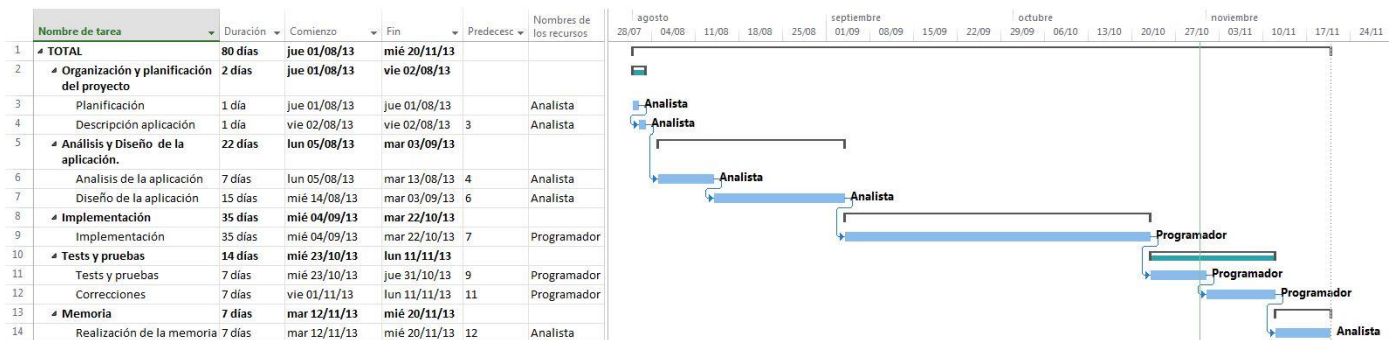 Nombre de tarea Duración Comienzo Fin Predecesc Nombres de los recursos
agosto septiembre octubre noviembre
28/07 04/08 11/08 18/08 25/08 01/09 08/09 15/09 22/09 29/09 06/10 13/10 20/10 27/10 03/11 10/11 17/11 24/11
1 TOTAL 80 días jue 01/08/13 mié 20/11/13
2 Organización y planificación 2 días jue 01/08/13 vie 02/08/13
del proyecto
3 Planificación 1 día jue 01/08/13 jue 01/08/13 Analista Analista
4 Descripción aplicación 1 día vie 02/08/13 vie 02/08/13 3 Analista Analista
5 Análisis y Diseño de la 22 días lun 05/08/13 mar 03/09/13
aplicación.
6 Analisis de la aplicación 7 días lun 05/08/13 mar 13/08/13 4 Analista Analista
7 Diseño de la aplicación 15 días mié 14/08/13 mar 03/09/13 6 Analista Analista
8 Implementación 35 días mié 04/09/13 mar 22/10/13
9 Implementación 35 días mié 04/09/13 mar 22/10/13 7 Programador Programador
10 Tests y pruebas 14 días mié 23/10/13 lun 11/11/13
11 Tests y pruebas 7 días mié 23/10/13 jue 31/10/13 9 Programador Programador
12 Correcciones 7 días vie 01/11/13 lun 11/11/13 11 Programador Programador
13 Memoria 7 días mar 12/11/13 mié 20/11/13
14 Realización de la memoria 7 días mar 12/11/13 mié 20/11/13 12 Analista Analista